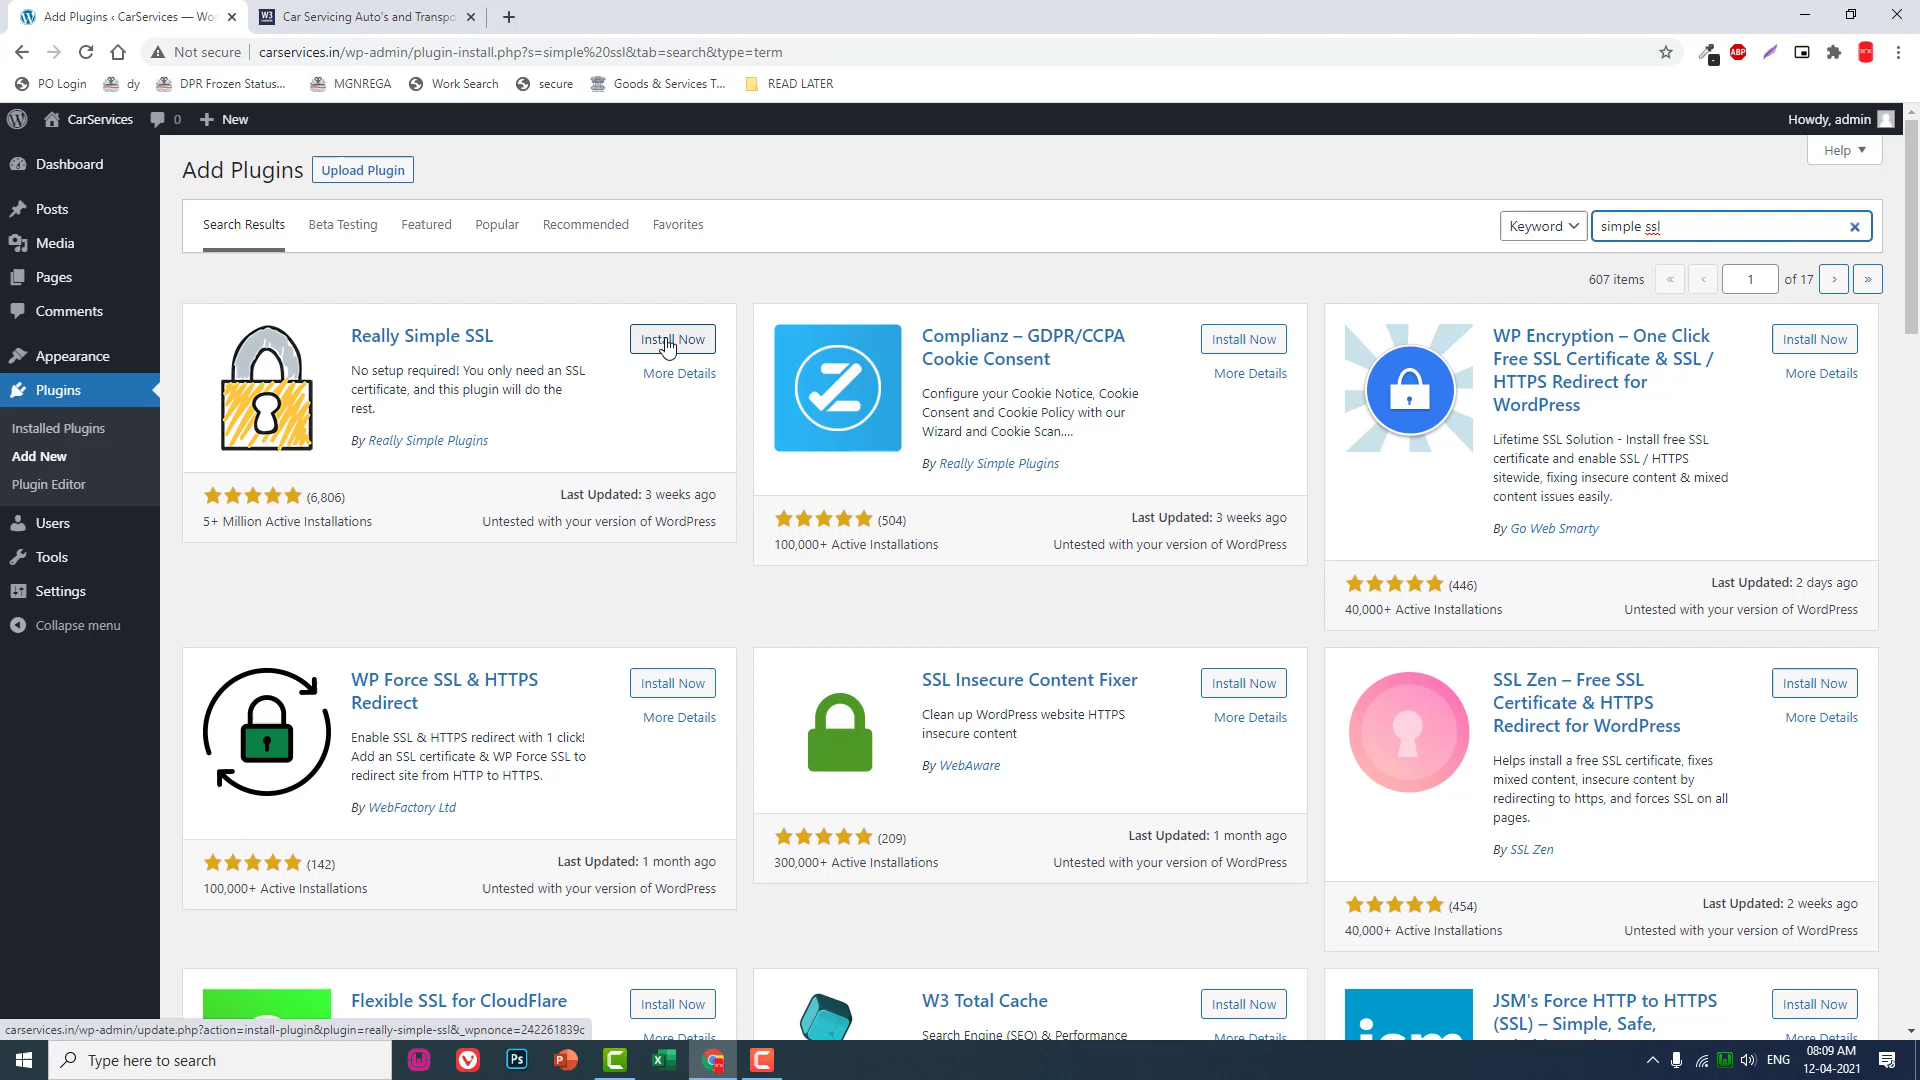 Add Plugins ‹ CarServices — Wor
W3
Car Servicing Auto's and Transpo
Not secure
carservices.in/wp-admin/plugin-install.php?s=simple%20ssl&tab=search&type=term
ABP
PO Login
dy
DPR Frozen Status...
MGNREGA
Work Search
secure
Goods & Services T...
READ LATER
CarServices
0
New
Howdy, admin
Dashboard
Posts
Media
Pages
Comments
Appearance
Plugins
Installed Plugins
Add New
Plugin Editor
Users
Tools
Settings
Collapse menu
Help
Add Plugins
Upload Plugin
Search Results
Beta Testing
Featured
Popular
Recommended
Favorites
Keyword
simple ssl
607 items
«
‹
1
of 17
›
»
Really Simple SSL
Install Now
More Details
No setup required! You only need an SSL
certificate, and this plugin will do the
rest.
By Really Simple Plugins
(6,806)
Last Updated: 3 weeks ago
5+ Million Active Installations
Untested with your version of WordPress
Complianz – GDPR/CCPA
Cookie Consent
Install Now
More Details
Configure your Cookie Notice, Cookie
Consent and Cookie Policy with our
Wizard and Cookie Scan....
By Really Simple Plugins
(504)
Last Updated: 3 weeks ago
100,000+ Active Installations
Untested with your version of WordPress
WP Encryption – One Click
Free SSL Certificate & SSL /
HTTPS Redirect for
WordPress
Install Now
More Details
Lifetime SSL Solution - Install free SSL
certificate and enable SSL / HTTPS
sitewide, fixing insecure content & mixed
content issues easily.
By Go Web Smarty
(446)
Last Updated: 2 days ago
40,000+ Active Installations
Untested with your version of WordPress
WP Force SSL & HTTPS
Redirect
Install Now
More Details
Enable SSL & HTTPS redirect with 1 click!
Add an SSL certificate & WP Force SSL to
redirect site from HTTP to HTTPS.
By WebFactory Ltd
(142)
Last Updated: 1 month ago
100,000+ Active Installations
Untested with your version of WordPress
SSL Insecure Content Fixer
Install Now
More Details
Clean up WordPress website HTTPS
insecure content
By WebAware
(209)
Last Updated: 1 month ago
300,000+ Active Installations
Untested with your version of WordPress
SSL Zen – Free SSL
Certificate & HTTPS
Redirect for WordPress
Install Now
More Details
Helps install a free SSL certificate, fixes
mixed content, insecure content by
redirecting to https, and forces SSL on all
pages.
By SSL Zen
(454)
Last Updated: 2 weeks ago
40,000+ Active Installations
Untested with your version of WordPress
Flexible SSL for CloudFlare
Install Now
More Details
W3 Total Cache
Install Now
More Details
Search Engine (SEO) & Performance
jsm
JSM's Force HTTP to HTTPS
(SSL) – Simple, Safe,
Install Now
More Details
carservices.in/wp-admin/update.php?action=install-plugin&plugin=really-simple-ssl&_wpnonce=242261839c
Type here to search
Ps
ENG
08:09 AM
12-04-2021